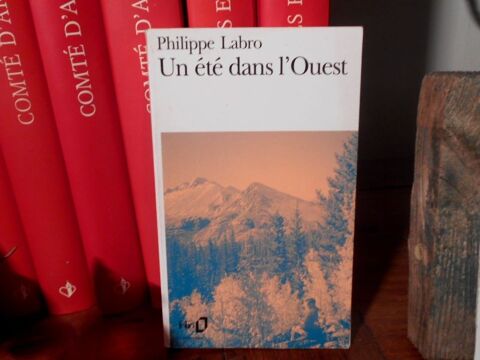 Philippe Labro
Un été dans l'Ouest
COMTÉ D'A
COMTÉ D'A
COMTÉ